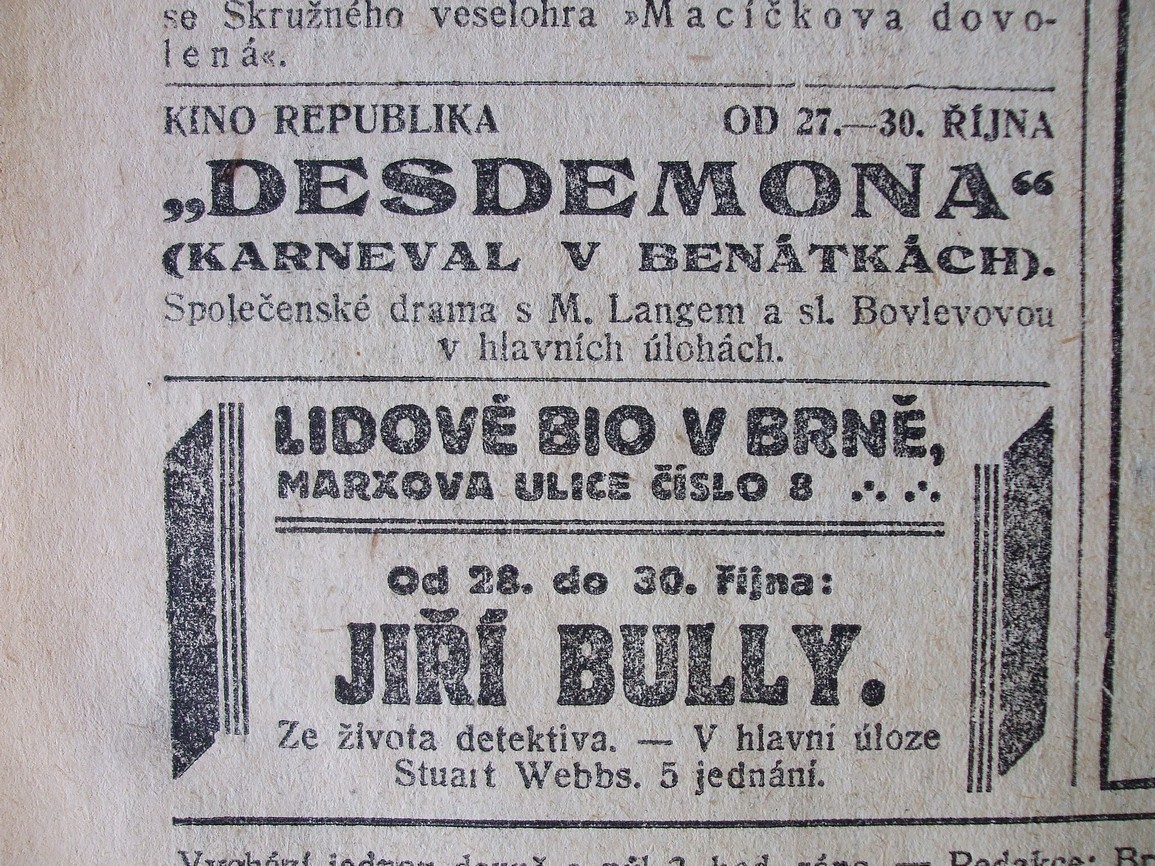 se Skružného veselohra »Macíčkova dovo-
lená«.
KINO REPUBLIKA OD 27.—30. ŘÍJNA
„DESDEMONA“
(KARNEVAL V BENÁTKÁCH).
Společenské drama s M. Langem a sl. Bovlevovou
v hlavních úlohách.
LIDOVÉ BIO V BRNĚ,
MARXOVA ULICE ČÍSLO 8
Od 28. do 30. října:
JIŘÍ BULLY.
Ze života detektiva. — V hlavní úloze
Stuart Webbs. 5 jednání.